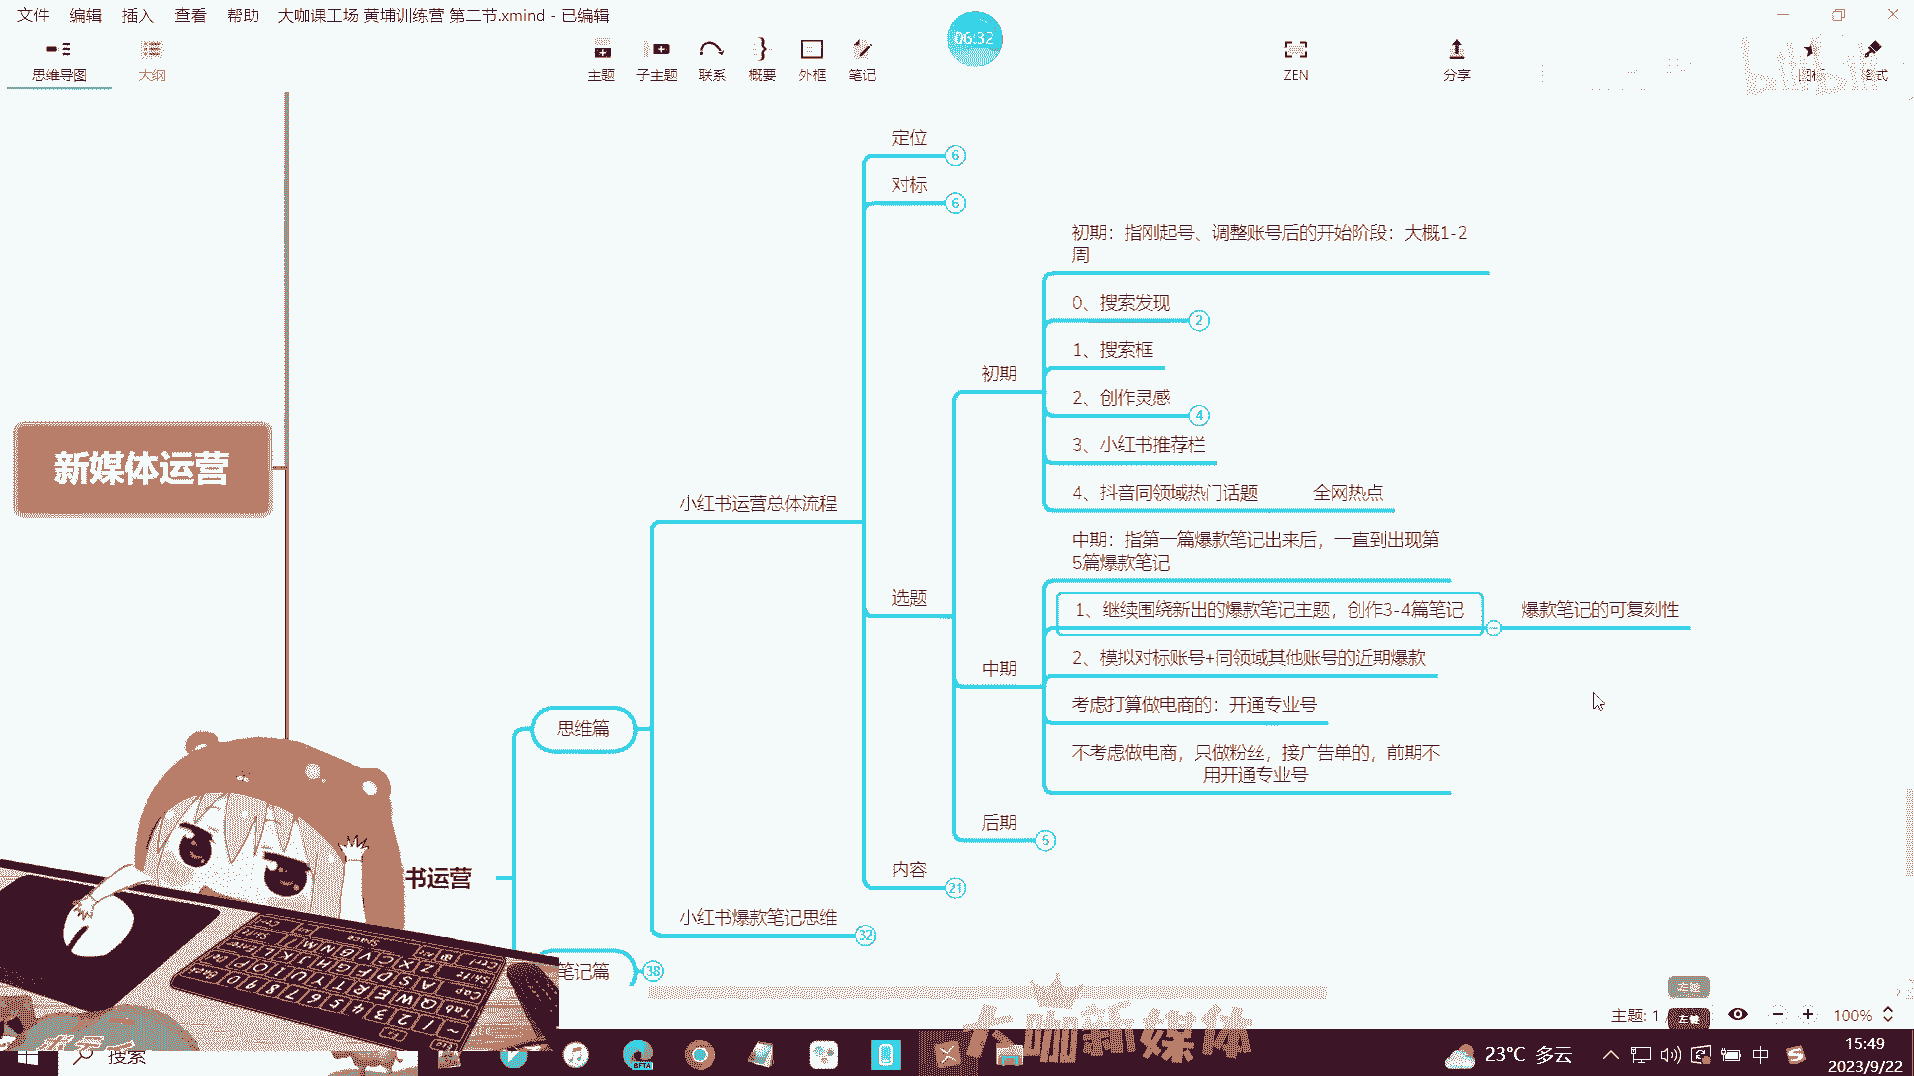 文件 编辑 插入 查看 帮助 大咖课工场 黄埔训练营 第二节.xmind - 已编辑
06:32
思维导图 大纲 主题 子主题 联系 概要 外框 笔记 ZEN 分享 图标 格式
bilibili
定位 6
对标 6
初期：指刚起号、调整账号后的开始阶段：大概1-2
周
0、搜索发现 2
1、搜索框
初期
2、创作灵感 4
3、小红书推荐栏
4、抖音同领域热门话题 全网热点
新媒体运营
小红书运营总体流程
中期：指第一篇爆款笔记出来后，一直到出现第
5篇爆款笔记
选题
1、继续围绕新出的爆款笔记主题，创作3-4篇笔记
爆款笔记的可复刻性
中期
2、模拟对标账号+同领域其他账号的近期爆款
考虑打算做电商的：开通专业号
思维篇
不考虑做电商，只做粉丝，接广告单的，前期不
用开通专业号
后期 5
内容 21
书运营
小红书爆款笔记思维 32
笔记篇 38
左键
主题: 1 /
左键
100%
大咖新媒体
搜索
BETA
23°C 多云
中
15:49
2023/9/22